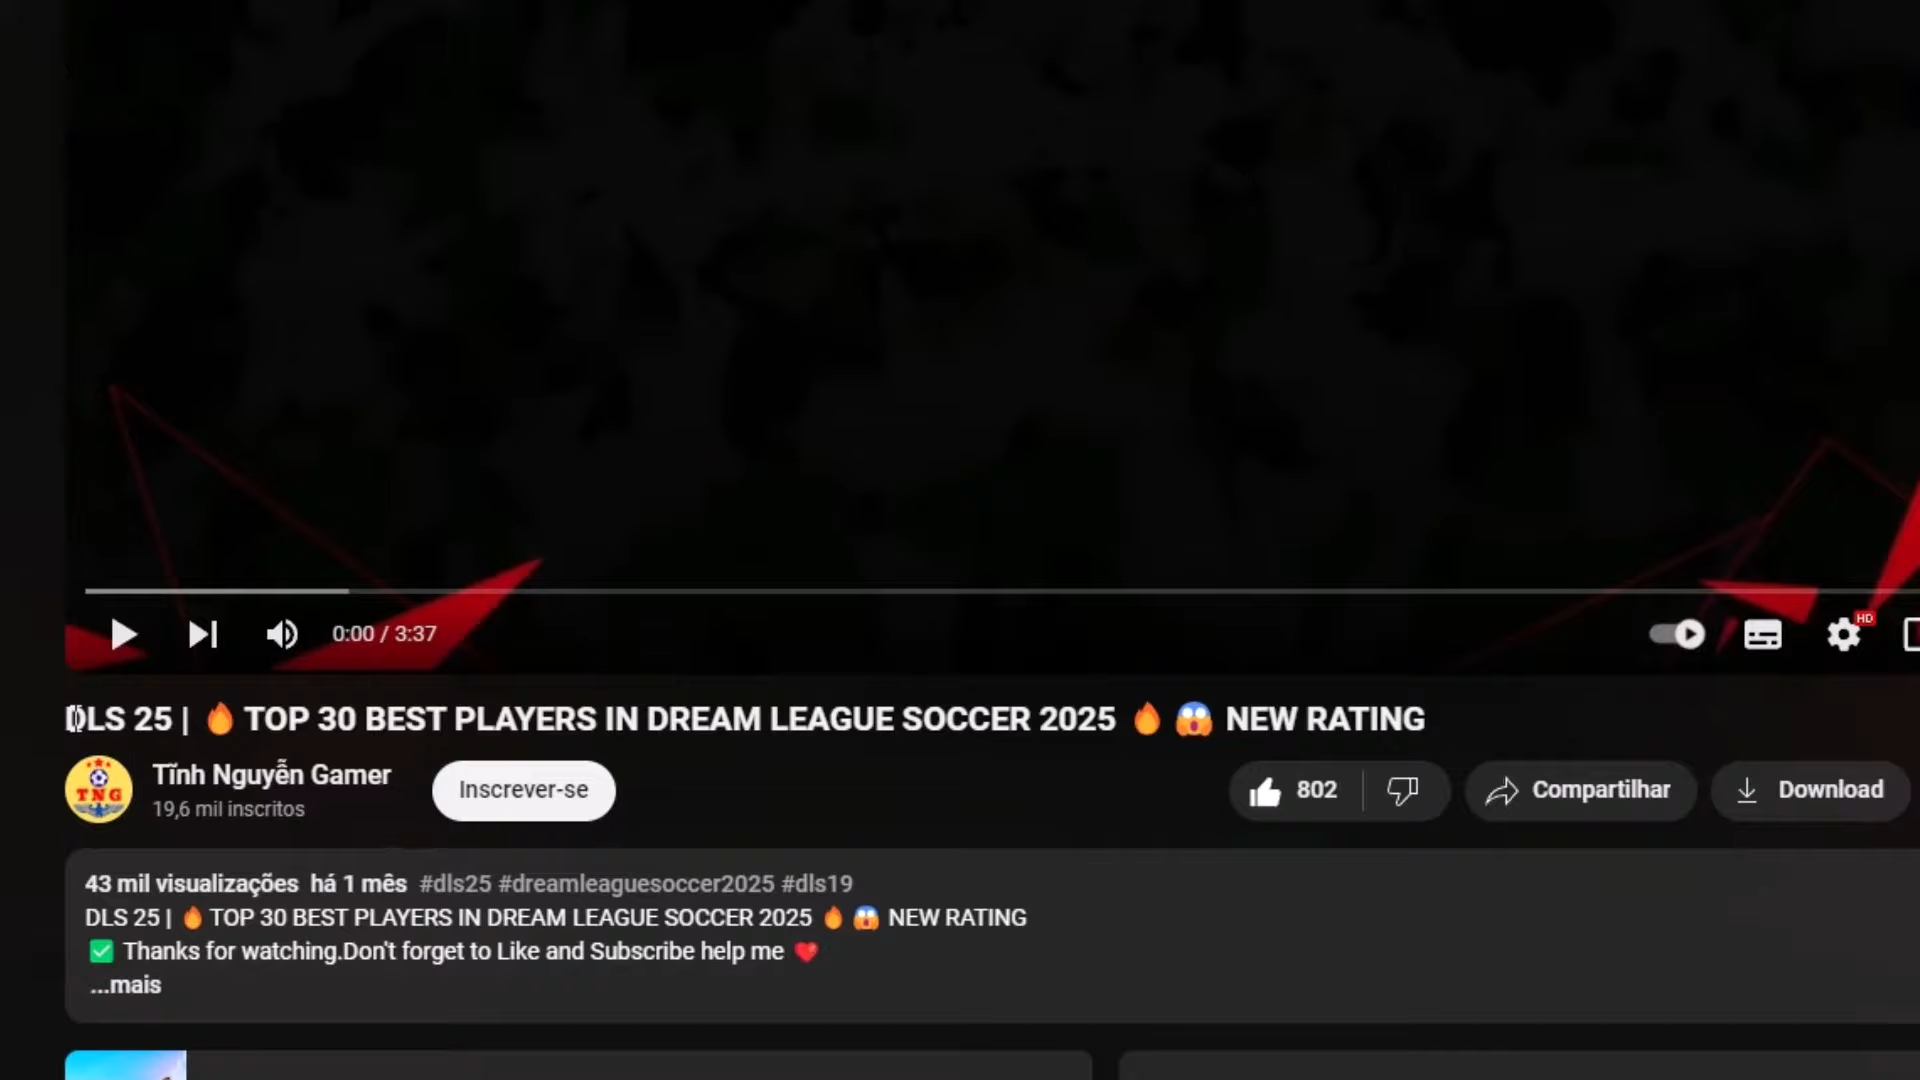 0:00 / 3:37
HD
DLS 25 | 🔥 TOP 30 BEST PLAYERS IN DREAM LEAGUE SOCCER 2025 🔥 😱 NEW RATING
TNG
Tĩnh Nguyễn Gamer
19,6 mil inscritos
Inscrever-se
802
Compartilhar
Download
43 mil visualizações há 1 mês #dls25 #dreamleaguesoccer2025 #dls19
DLS 25 | 🔥 TOP 30 BEST PLAYERS IN DREAM LEAGUE SOCCER 2025 🔥 😱 NEW RATING
✅ Thanks for watching.Don't forget to Like and Subscribe help me ❤️
...mais